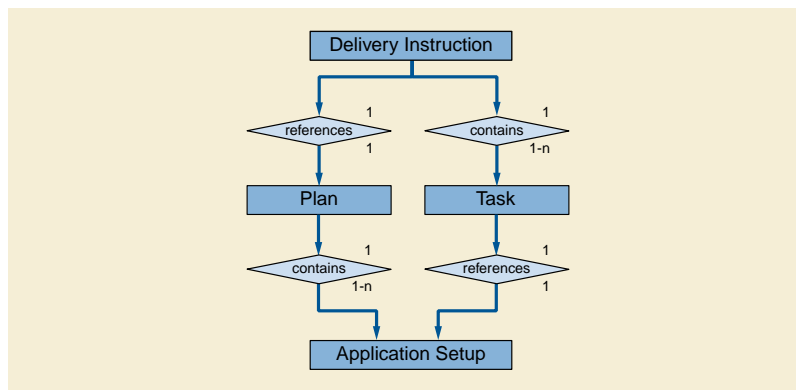 Delivery Instruction
1 1
references contains
1 1-n
Plan Task
1 1
contains references
1-n 1
Application Setup